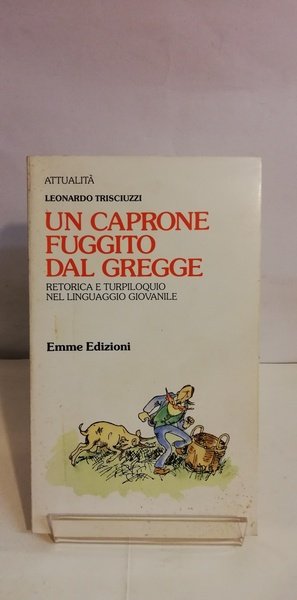 ATTUALITÀ
LEONARDO TRISCIUZZI
UN CAPRONE
FUGGITO
DAL GREGGE
RETORICA E TURPILOQUIO
NEL LINGUAGGIO GIOVANILE
Emme Edizioni